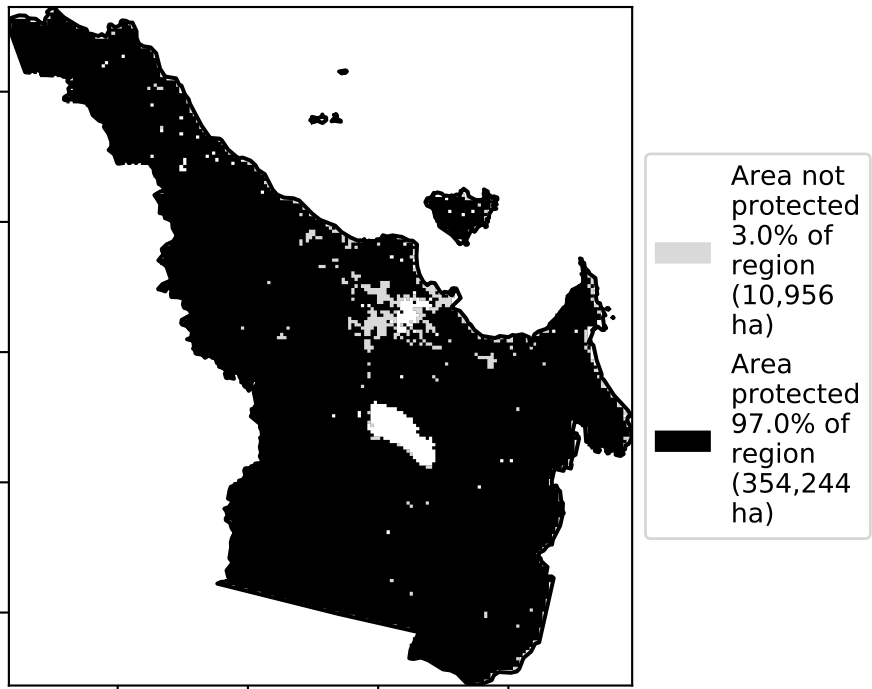 Area not
protected
3.0% of
region
(10,956
ha)
Area
protected
97.0% of
region
(354,244
ha)